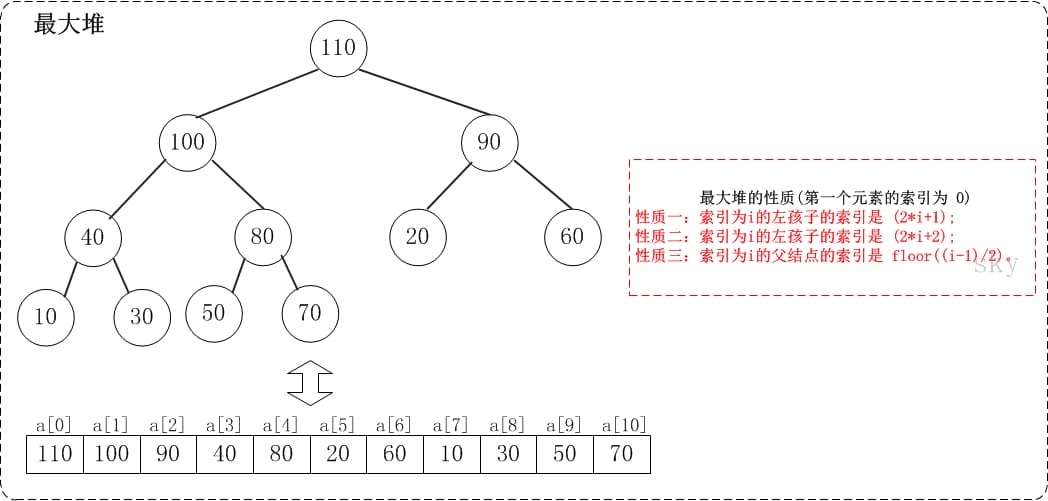 最大堆
110
100 90
40 80 20 60
10 30 50 70
最大堆的性质(第一个元素的索引为 0)
性质一: 索引为i的左孩子的索引是 (2*i+1);
性质二: 索引为i的左孩子的索引是 (2*i+2);
性质三: 索引为i的父结点的索引是 floor((i-1)/2)。
sky
a[0] a[1] a[2] a[3] a[4] a[5] a[6] a[7] a[8] a[9] a[10]
110 100 90 40 80 20 60 10 30 50 70